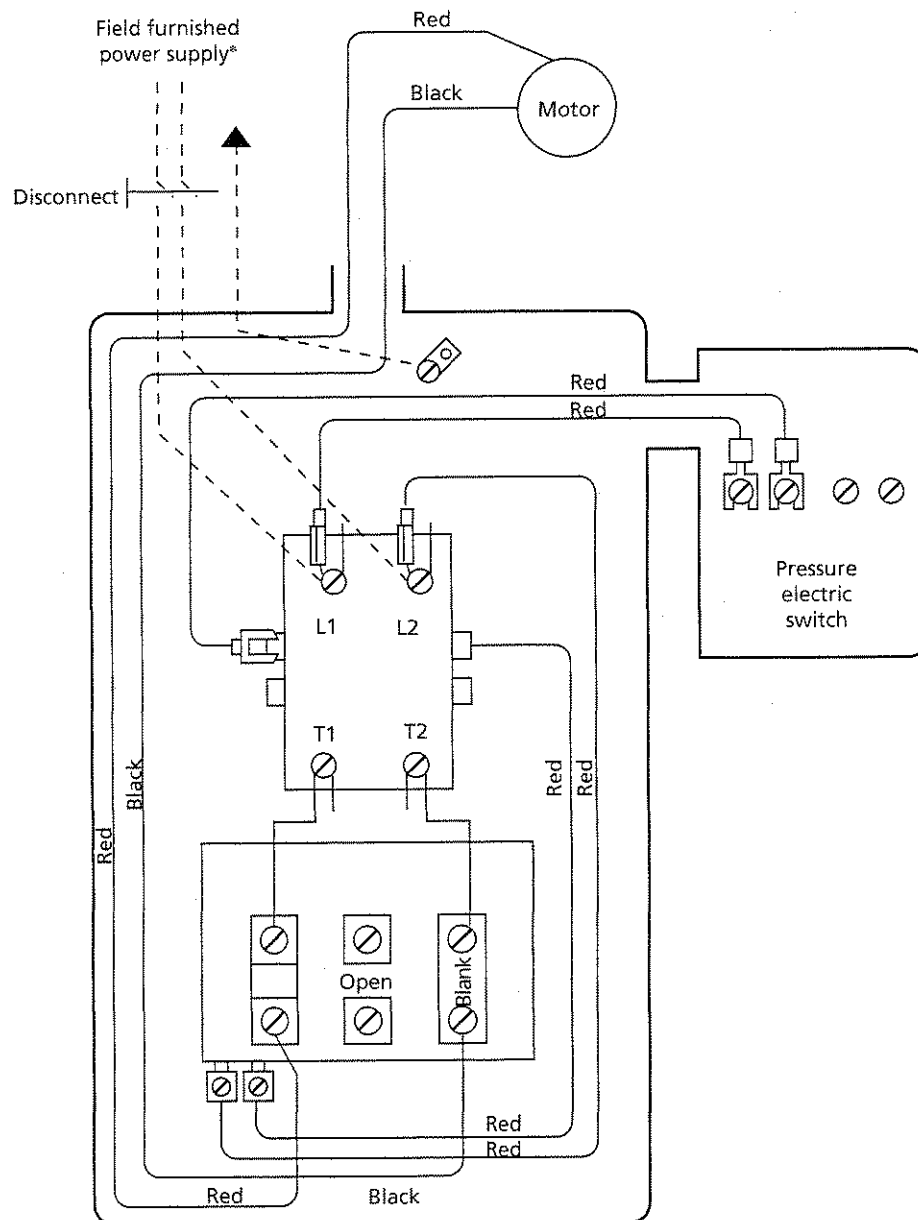 Red
Field furnished
power supply*
Black
Motor
Disconnect
Red
Red
Pressure
electric
switch
L1
L2
T1
T2
Black
Red
Red
Red
Open
Blank
Red
Red
Red
Black